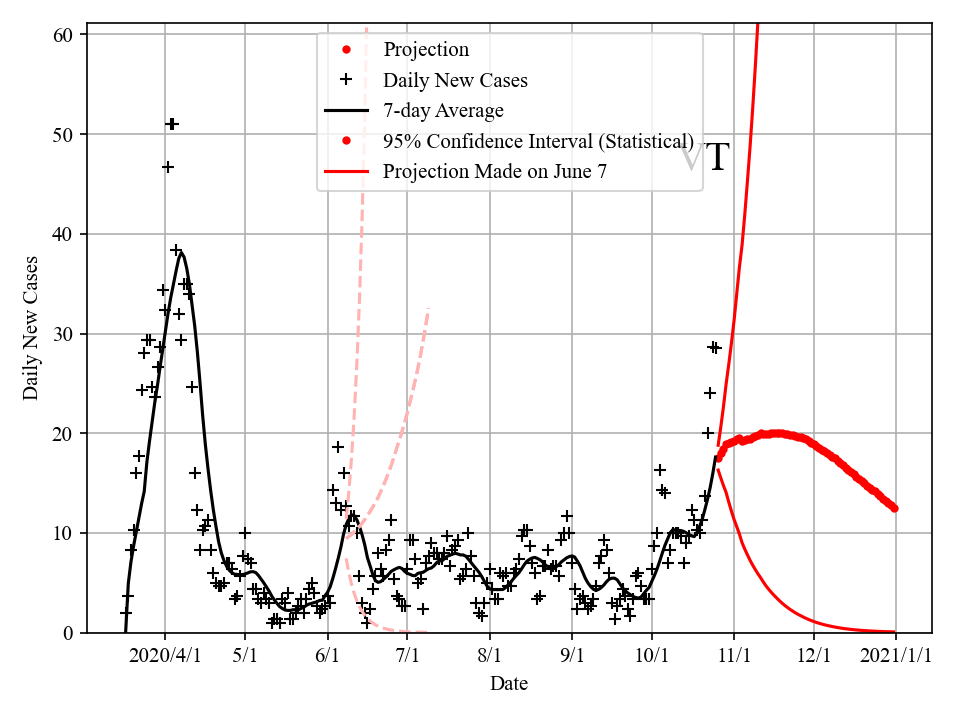 60
50
40
30
20
10
0
Daily New Cases
Projection
Daily New Cases
7-day Average
95% Confidence Interval (Statistical)
Projection Made on June 7
VT
2020/4/1 5/1 6/1 7/1 8/1 9/1 10/1 11/1 12/1 2021/1/1
Date